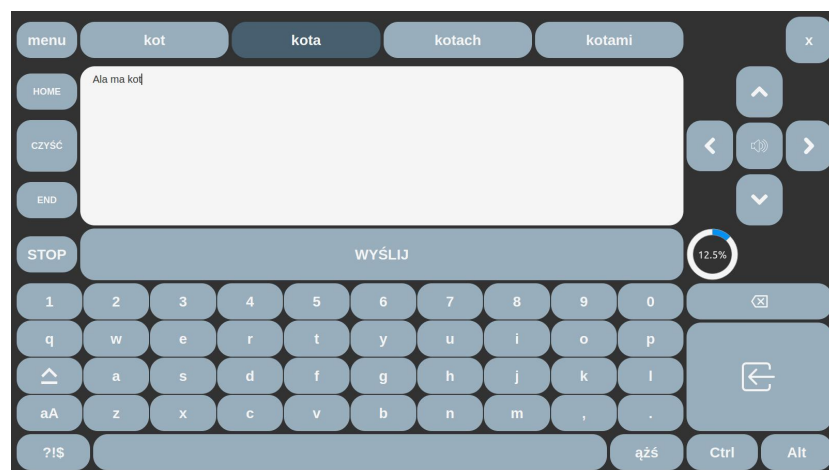 menu kot kota kotach kotami x
HOME Ala ma kot
CZYŚĆ
END
STOP WYŚLIJ 12.5%
1 2 3 4 5 6 7 8 9 0
q w e r t y u i o p
a s d f g h j k l
aA z x c v b n m , .
?!$ ążś Ctrl Alt